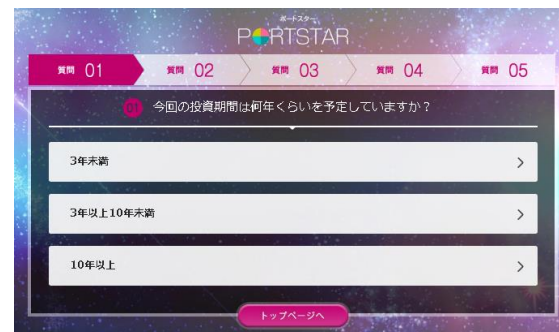 ポートスター
PORTSTAR
質問 01
質問 02
質問 03
質問 04
質問 05
01 今回の投資期間は何年くらいを予定していますか？
3年未満
3年以上10年未満
10年以上
トップページへ